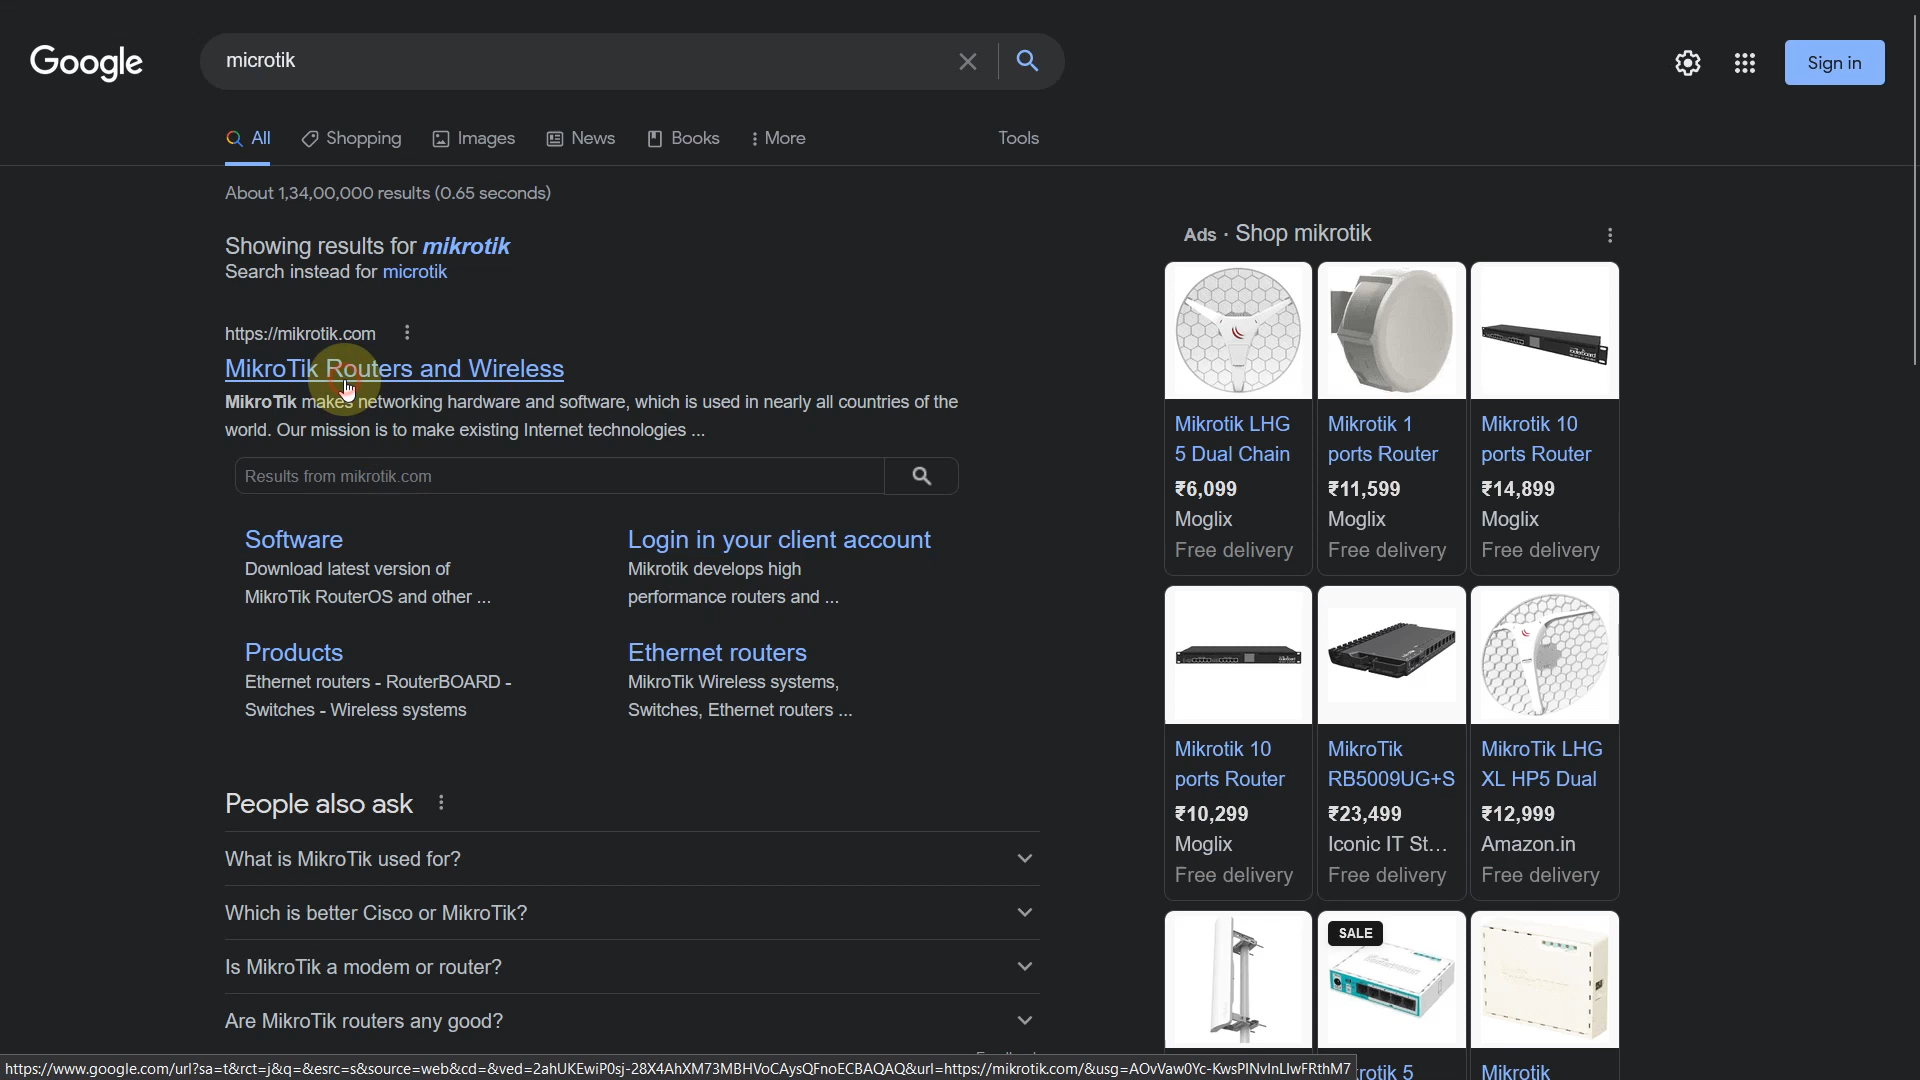 Google
microtik
Sign in
All
Shopping
Images
News
Books
More
Tools
About 1,34,00,000 results (0.65 seconds)
Showing results for mikrotik
Search instead for microtik
https://mikrotik.com
MikroTik Routers and Wireless
MikroTik makes networking hardware and software, which is used in nearly all countries of the
world. Our mission is to make existing Internet technologies ...
Results from mikrotik.com
Software
Download latest version of
MikroTik RouterOS and other ...
Login in your client account
Mikrotik develops high
performance routers and ...
Products
Ethernet routers - RouterBOARD -
Switches - Wireless systems
Ethernet routers
MikroTik Wireless systems,
Switches, Ethernet routers ...
People also ask
What is MikroTik used for?
Which is better Cisco or MikroTik?
Is MikroTik a modem or router?
Are MikroTik routers any good?
Ads · Shop mikrotik
Mikrotik LHG
5 Dual Chain
₹6,099
Moglix
Free delivery
Mikrotik 1
ports Router
₹11,599
Moglix
Free delivery
Mikrotik 10
ports Router
₹14,899
Moglix
Free delivery
Mikrotik 10
ports Router
₹10,299
Moglix
Free delivery
MikroTik
RB5009UG+S
₹23,499
Iconic IT St...
Free delivery
MikroTik LHG
XL HP5 Dual
₹12,999
Amazon.in
Free delivery
SALE
rotik 5
Mikrotik
https://www.google.com/url?sa=t&rct=j&q=&esrc=s&source=web&cd=&ved=2ahUKEwiP0sj-28X4AhXM73MBHVoCAysQFnoECBAQAQ&url=https://mikrotik.com/&usg=AOvVaw0Yc-KwsPINvInLIwFRthM7